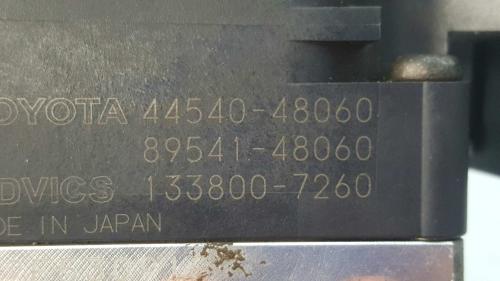 OYOTA 44540-48060
89541-48060
DVICS 133800-7260
DE IN JAPAN